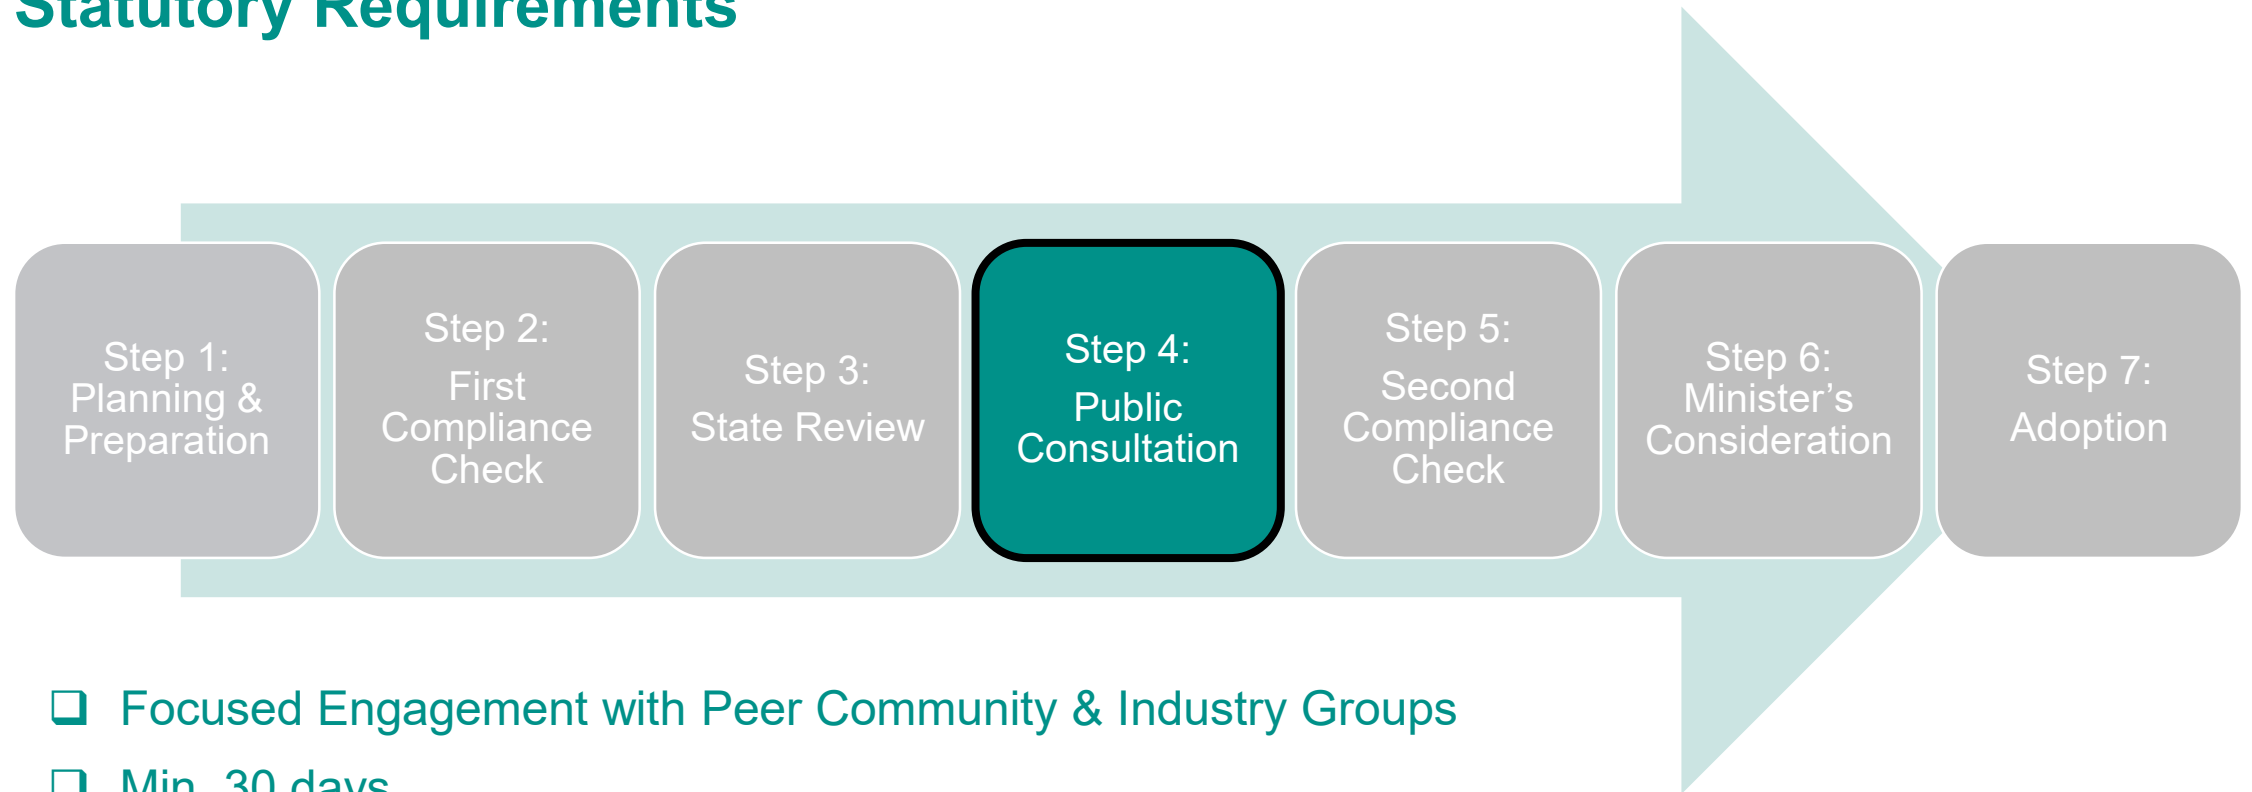 Statutory Requirements
Step 1:
Planning &
Preparation
Step 2:
First
Compliance
Check
Step 3:
State Review
Step 4:
Public
Consultation
Step 5:
Second
Compliance
Check
Step 6:
Minister’s
Consideration
Step 7:
Adoption
Focused Engagement with Peer Community & Industry Groups
Min. 30 days